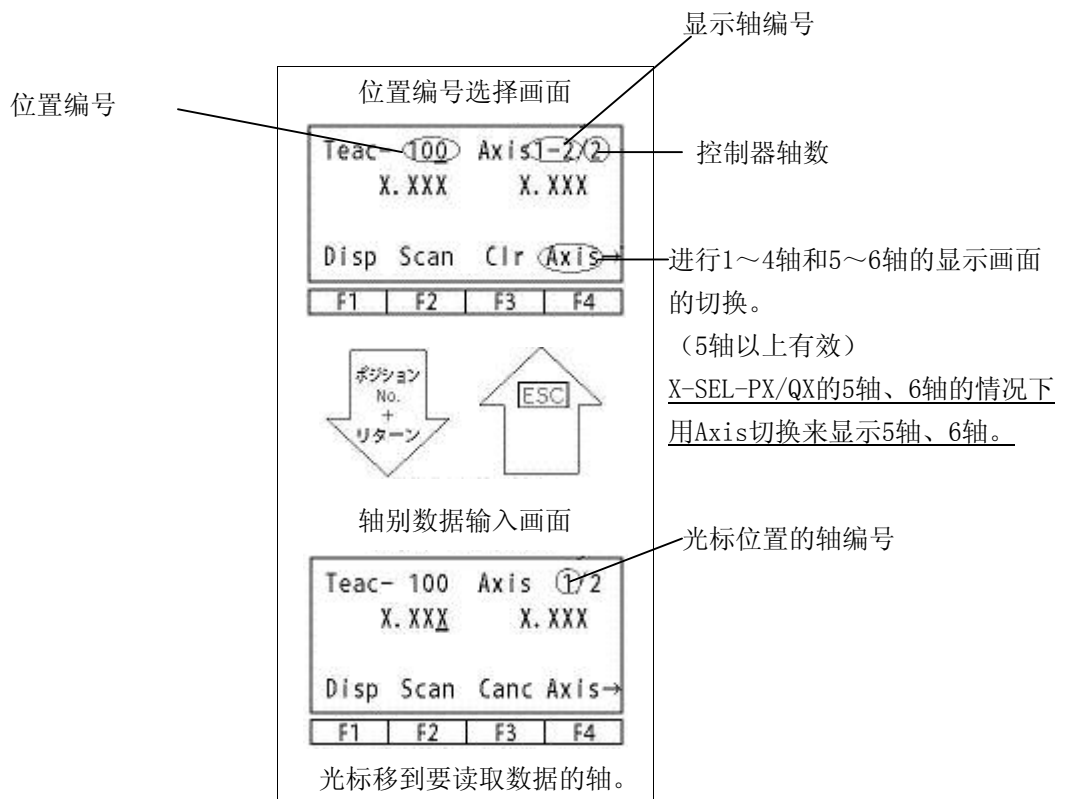 显示轴编号
位置编号选择画面
位置编号
Teac- 100 Axis1-2/2
控制器轴数
X.XXX X.XXX
Disp Scan Clr Axis→
进行1～4轴和5～6轴的显示画面
的切换。
（5轴以上有效）
X-SEL-PX/QX的5轴、6轴的情况下
用Axis切换来显示5轴、6轴。
F1 F2 F3 F4
ポジション
No.
+
リターン
ESC
轴别数据输入画面
光标位置的轴编号
Teac- 100 Axis 1/2
X.XXX X.XXX
Disp Scan Canc Axis→
F1 F2 F3 F4
光标移到要读取数据的轴。